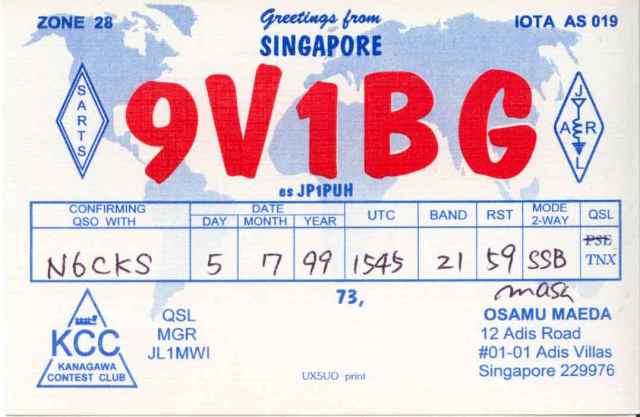 ZONE 28
Greetings from
IOTA AS 019
SINGAPORE
SARTS
9V1BG
JARL
es JP1PUH
CONFIRMING QSO WITH
DATE
DAY MONTH YEAR
UTC
BAND
RST
MODE 2-WAY
QSL
N6CKS 5 7 99 1545 21 59 SSB
PSE
TNX
73,
masa
KCC
KANAGAWA
CONTEST CLUB
QSL
MGR
JL1MWI
UX5UO print
OSAMU MAEDA
12 Adis Road
#01-01 Adis Villas
Singapore 229976